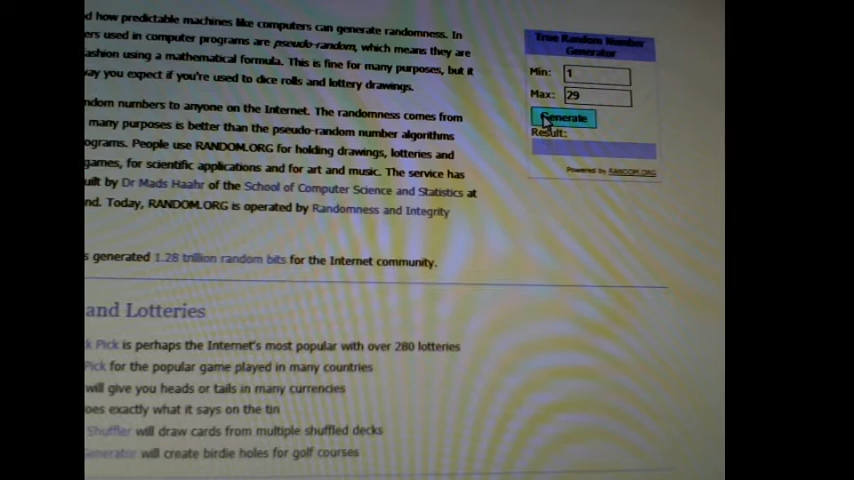 d how predictable machines like computers can generate randomness. In
ers used in computer programs are pseudo-random, which means they are
ashion using a mathematical formula. This is fine for many purposes, but it
vay you expect if you're used to dice rolls and lottery drawings.
ndom numbers to anyone on the Internet. The randomness comes from
many purposes is better than the pseudo-random number algorithms
ograms. People use RANDOM.ORG for holding drawings, lotteries and
games, for scientific applications and for art and music. The service has
uilt by Dr Mads Haahr of the School of Computer Science and Statistics at
nd. Today, RANDOM.ORG is operated by Randomness and Integrity
s generated 1.28 trillion random bits for the Internet community.
and Lotteries
k Pick is perhaps the Internet's most popular with over 280 lotteries
Pick for the popular game played in many countries
will give you heads or tails in many currencies
oes exactly what it says on the tin
Shuffler will draw cards from multiple shuffled decks
Generator will create birdie holes for golf courses
True Random Number
Generator
Min: 1
Max: 29
Generate
Result:
Powered by RANDOM.ORG